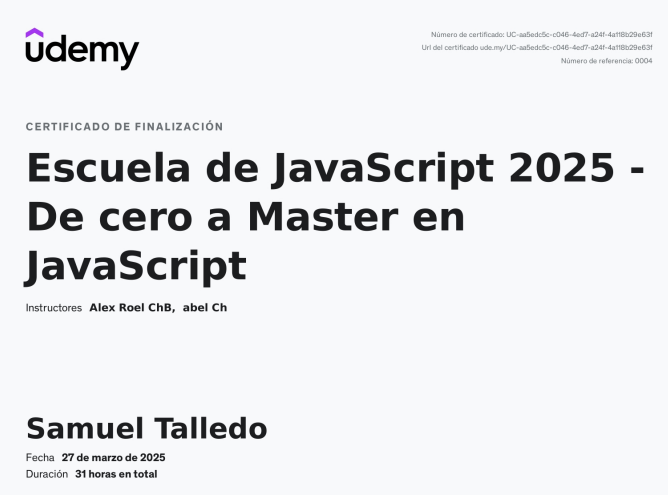 udemy
Número de certificado: UC-aa5edc5c-c046-4ed7-a24f-4a1f8b29e63f
Url del certificado ude.my/UC-aa5edc5c-c046-4ed7-a24f-4a1f8b29e63f
Número de referencia: 0004
CERTIFICADO DE FINALIZACIÓN
Escuela de JavaScript 2025 -
De cero a Master en
JavaScript
Instructores Alex Roel ChB, abel Ch
Samuel Talledo
Fecha 27 de marzo de 2025
Duración 31 horas en total